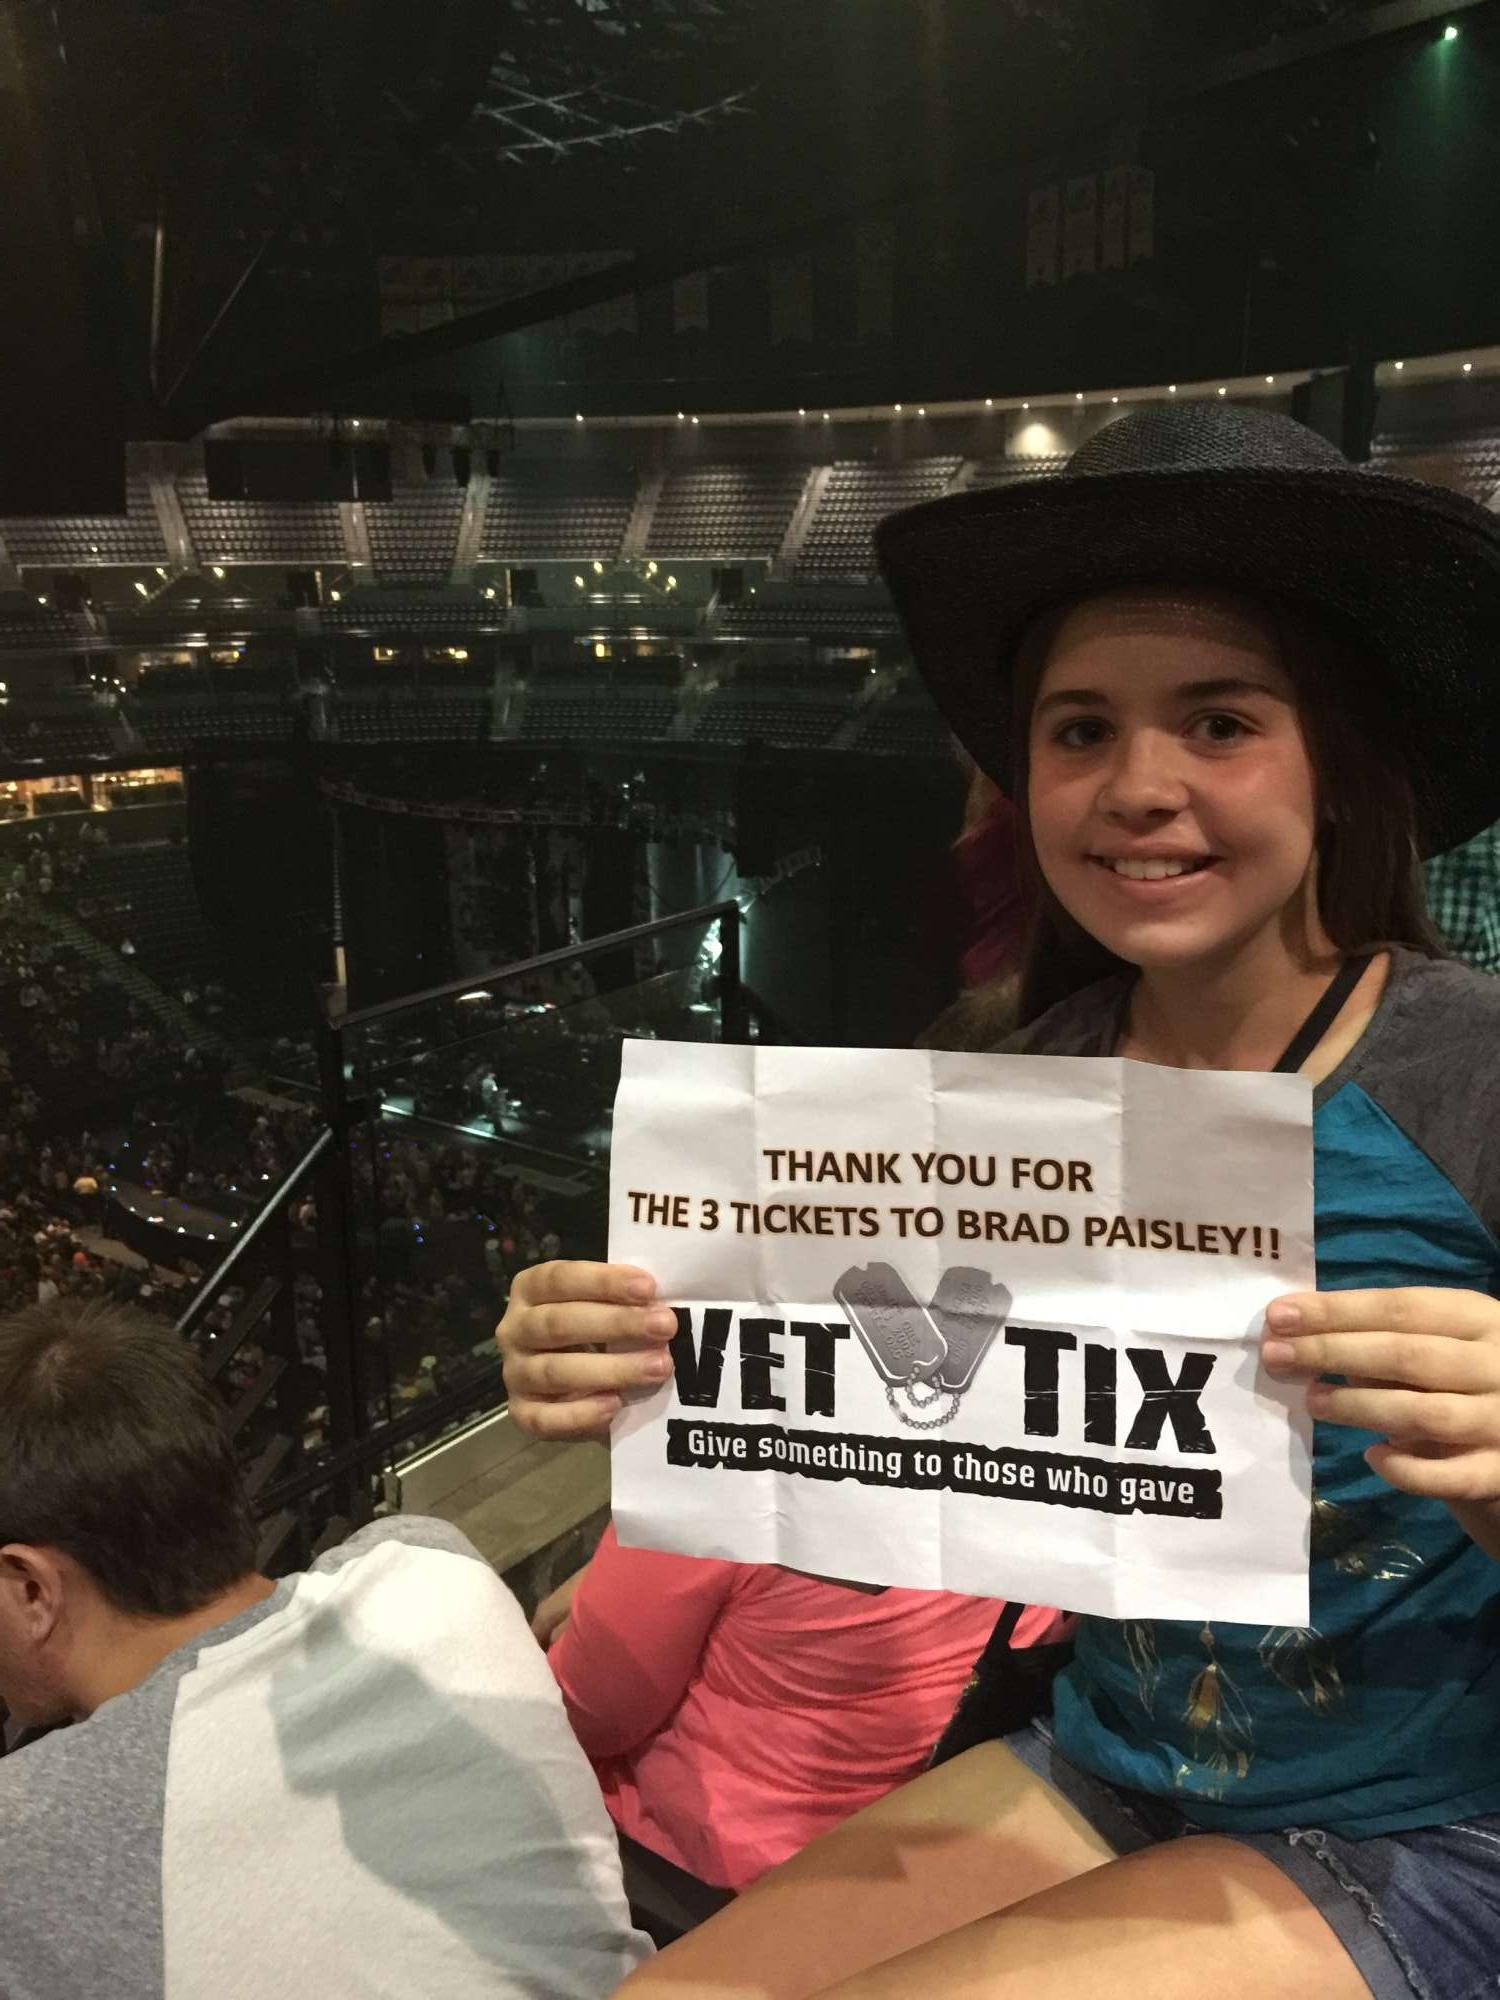 THANK YOU FOR
THE 3 TICKETS TO BRAD PAISLEY!!
VET TIX
Give something to those who gave